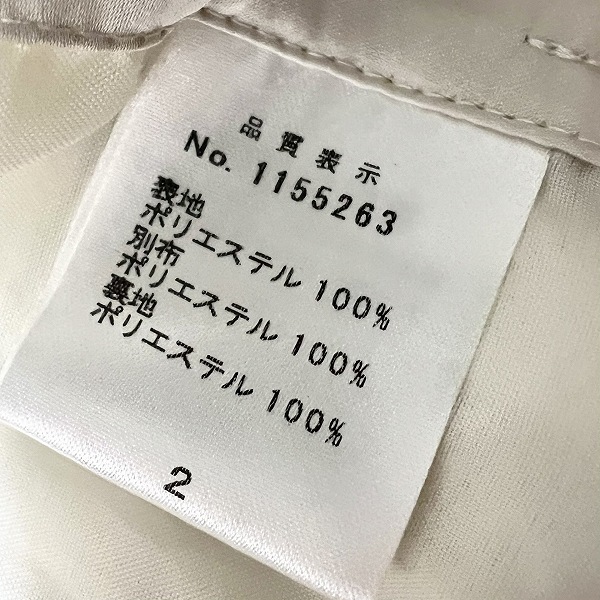 品質表示
No. 1155263
表地
ポリエステル 100%
別布
ポリエステル 100%
裏地
ポリエステル 100%
2